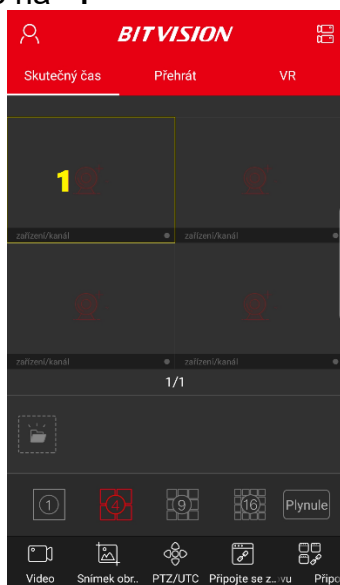 BITVISION
Skutečný čas Přehrát VR
1
zařízení/kanál zařízení/kanál
zařízení/kanál zařízení/kanál
1/1
1 4 9 16 Plynule
Video Snímek obr.. PTZ/UTC Připojte se z.. vu Připo